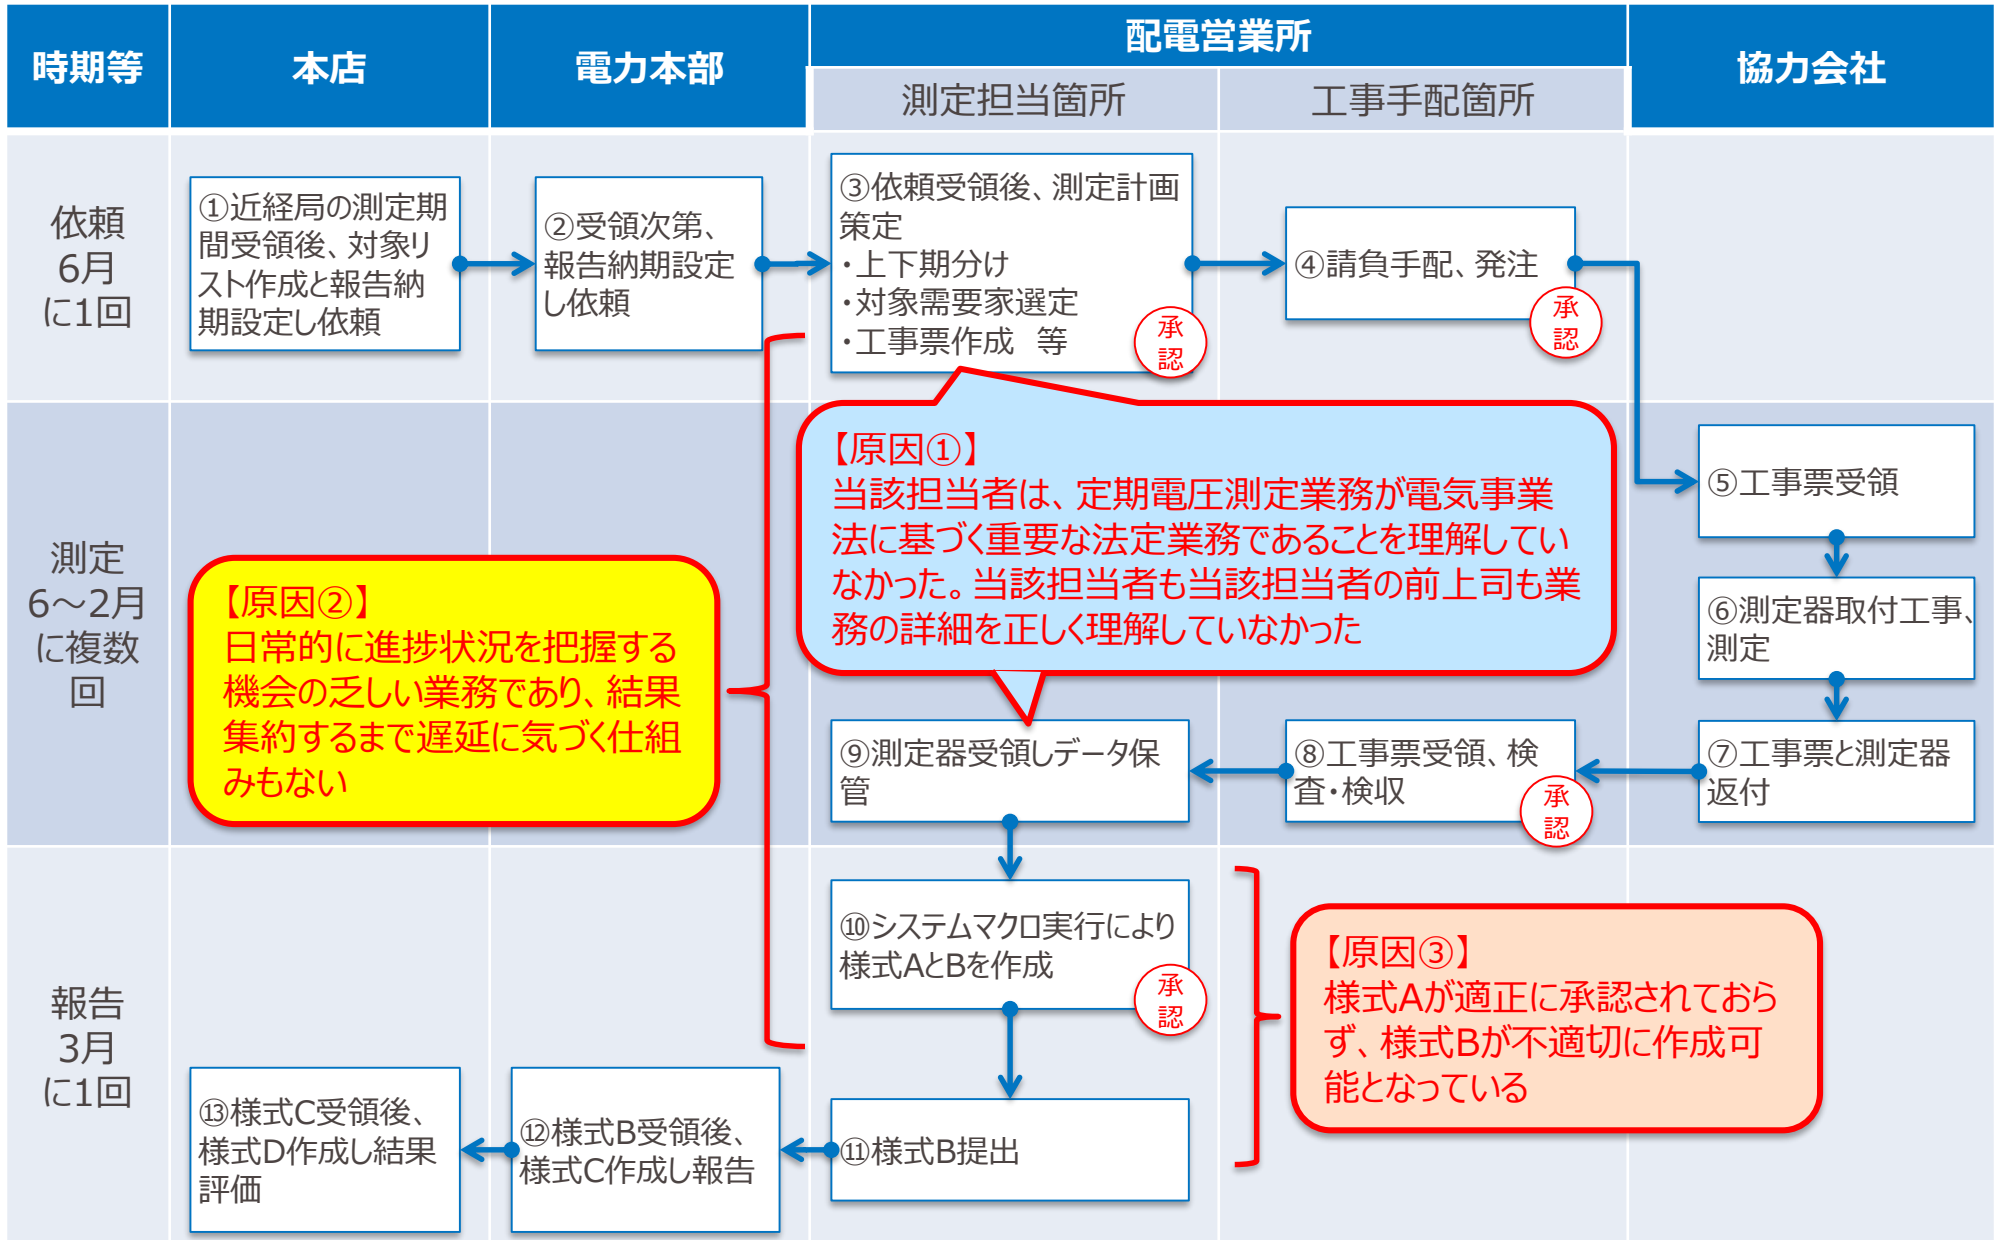 時期等
本店
電力本部
配電営業所
測定担当箇所
工事手配箇所
協力会社
依頼
6月
に1回
①近経局の測定期
間受領後、対象リ
スト作成と報告納
期設定し依頼
②受領次第、
報告納期設定
し依頼
③依頼受領後、測定計画
策定
・上下期分け
・対象需要家選定
・工事票作成　等
承
認
④請負手配、発注
承
認
測定
6～2月
に複数
回
【原因①】
当該担当者は、定期電圧測定業務が電気事業
法に基づく重要な法定業務であることを理解してい
なかった。当該担当者も当該担当者の前上司も業
務の詳細を正しく理解していなかった
【原因②】
日常的に進捗状況を把握する
機会の乏しい業務であり、結果
集約するまで遅延に気づく仕組
みもない
⑤工事票受領
⑥測定器取付工事、
測定
⑦工事票と測定器
返付
⑧工事票受領、検
査・検収
承
認
⑨測定器受領しデータ保
管
報告
3月
に1回
⑩システムマクロ実行により
様式AとBを作成
承
認
【原因③】
様式Aが適正に承認されておら
ず、様式Bが不適切に作成可
能となっている
⑪様式B提出
⑫様式B受領後、
様式C作成し報告
⑬様式C受領後、
様式D作成し結果
評価